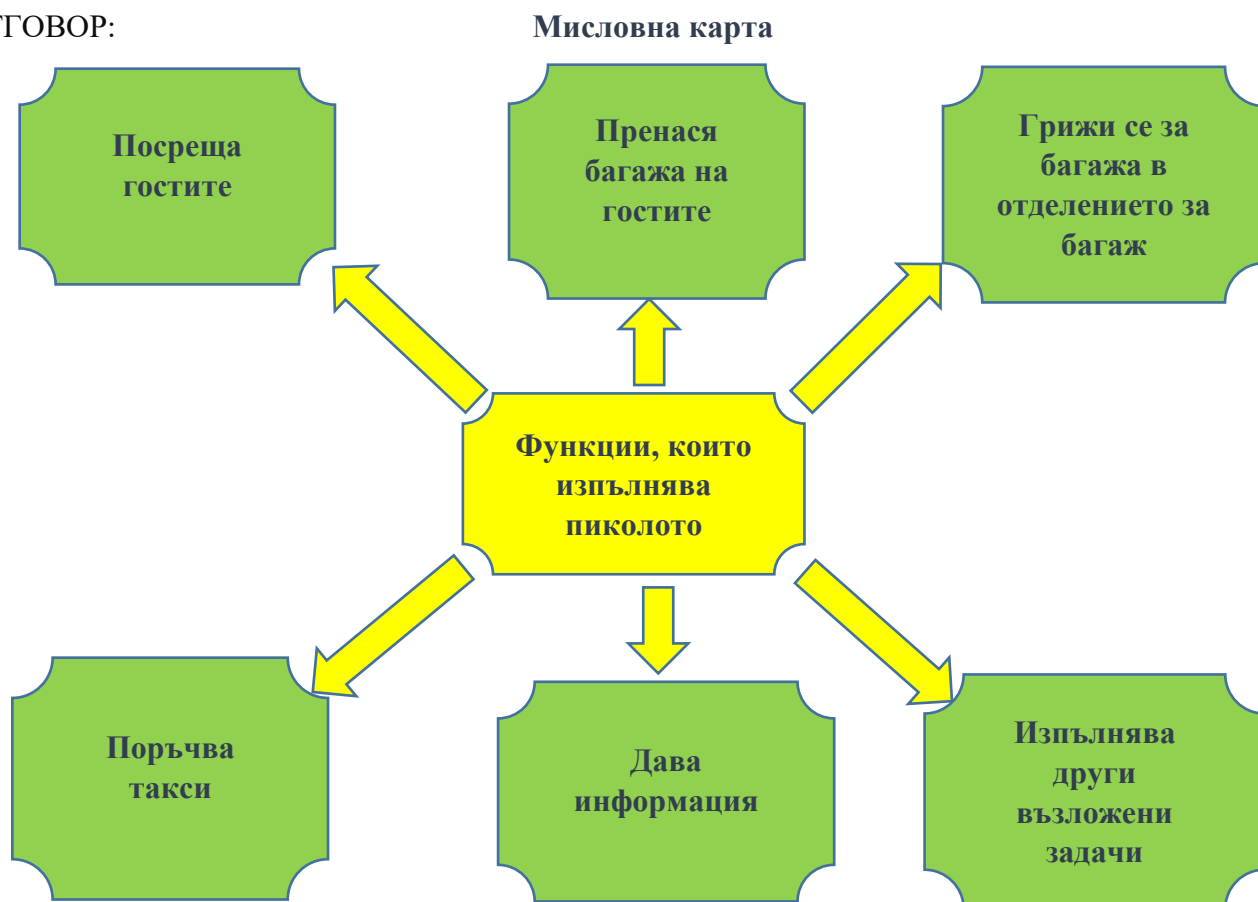 ТГОВОР:
Мисловна карта
Посреща
гостите
Пренася
багажа на
гостите
Грижи се за
багажа в
отделението за
багаж
Функции, които
изпълнява
пиколото
Поръчва
такси
Дава
информация
Изпълнява
други
възложени
задачи